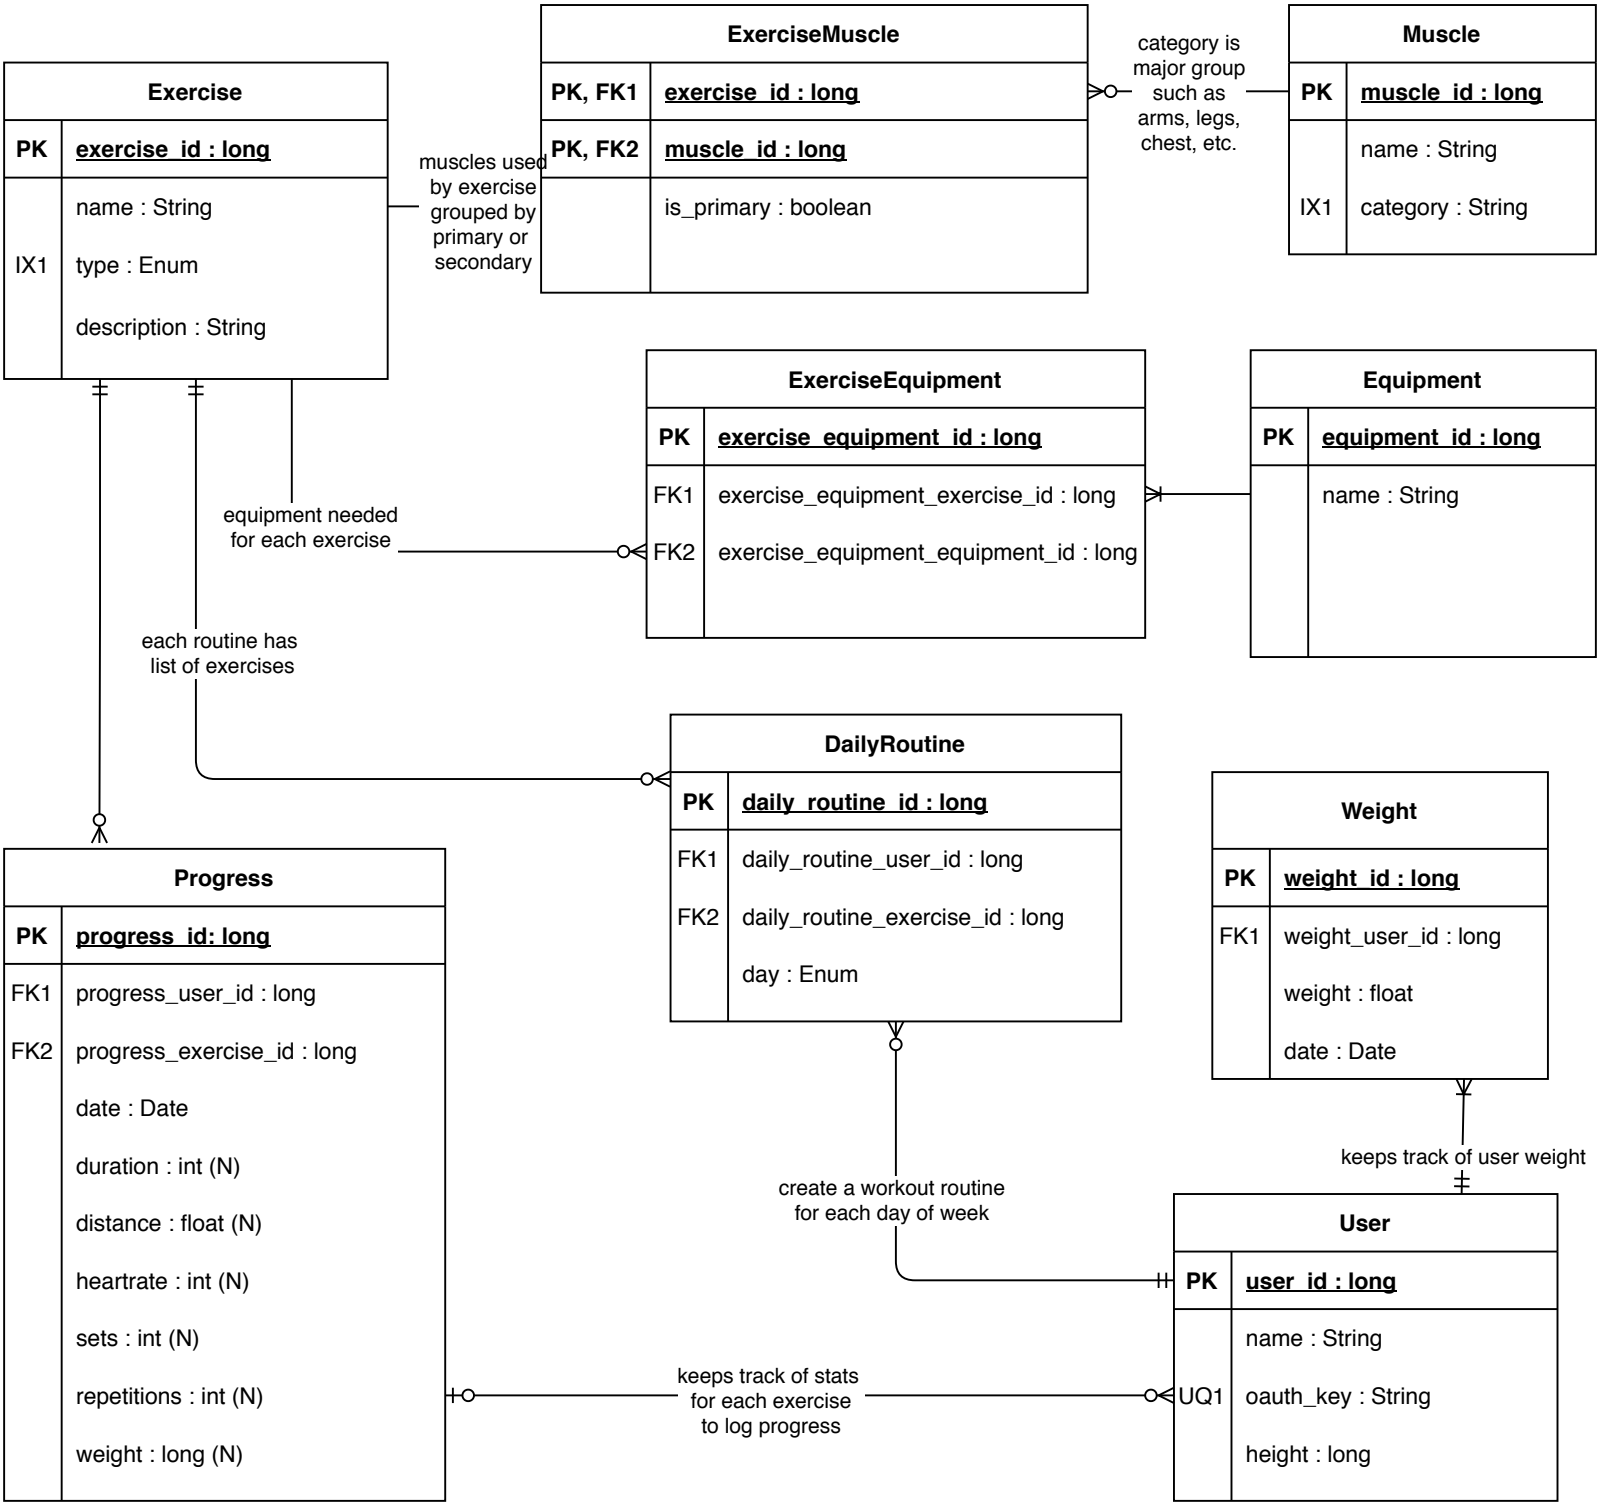 Exercise
PK exercise_id : long
name : String
IX1 type : Enum
description : String
muscles used
by exercise
grouped by
primary or
secondary
ExerciseMuscle
PK, FK1 exercise_id : long
PK, FK2 muscle_id : long
is_primary : boolean
category is
major group
such as
arms, legs,
chest, etc.
Muscle
PK muscle_id : long
name : String
IX1 category : String
equipment needed
for each exercise
ExerciseEquipment
PK exercise_equipment_id : long
FK1 exercise_equipment_exercise_id : long
FK2 exercise_equipment_equipment_id : long
Equipment
PK equipment_id : long
name : String
each routine has
list of exercises
DailyRoutine
PK daily_routine_id : long
FK1 daily_routine_user_id : long
FK2 daily_routine_exercise_id : long
day : Enum
Weight
PK weight_id : long
FK1 weight_user_id : long
weight : float
date : Date
Progress
PK progress_id: long
FK1 progress_user_id : long
FK2 progress_exercise_id : long
date : Date
duration : int (N)
distance : float (N)
heartrate : int (N)
sets : int (N)
repetitions : int (N)
weight : long (N)
create a workout routine
for each day of week
keeps track of user weight
keeps track of stats
for each exercise
to log progress
User
PK user_id : long
name : String
UQ1 oauth_key : String
height : long